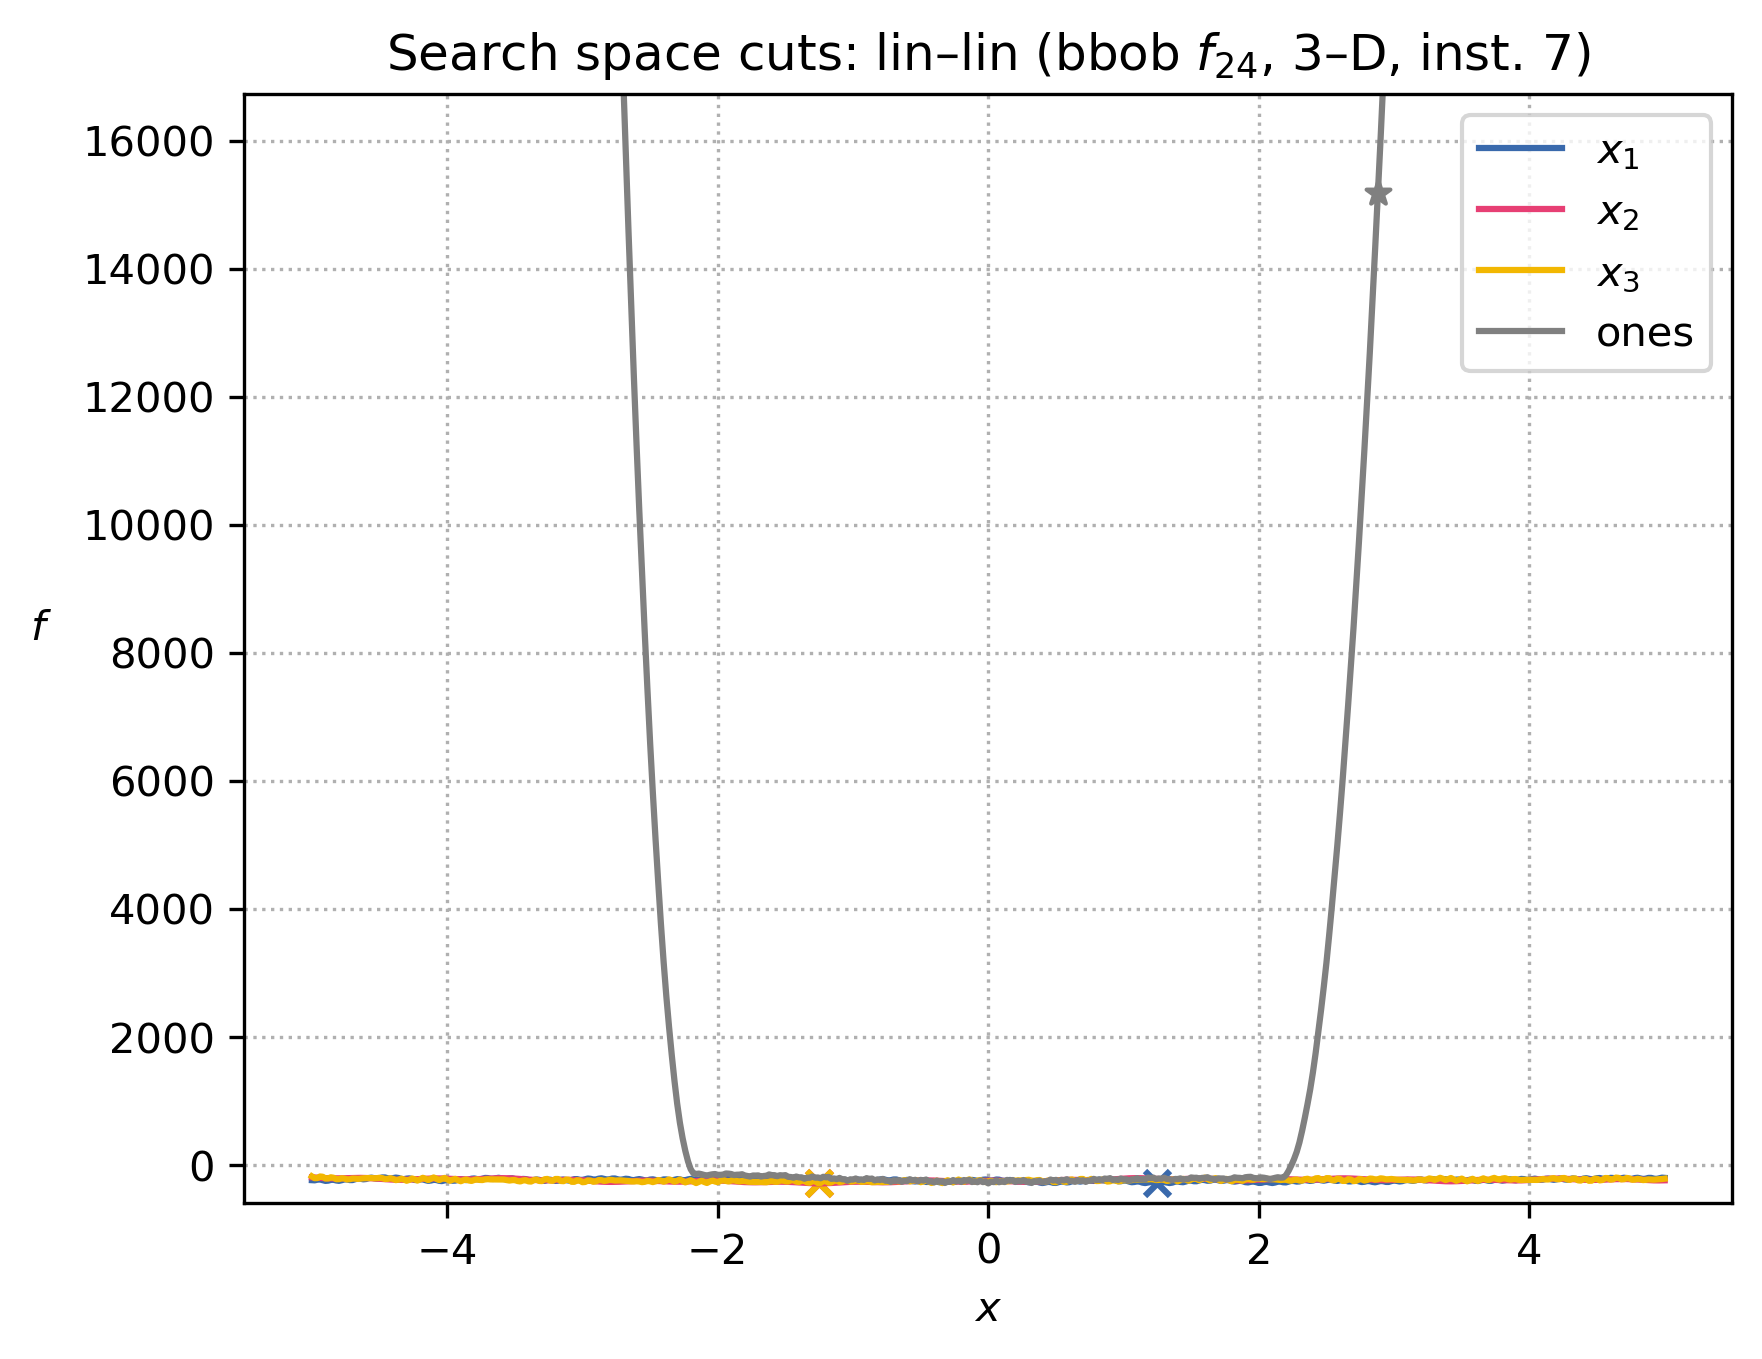 Search space cuts: lin–lin (bbob f₂₄, 3–D, inst. 7)
16000
14000
12000
10000
8000
6000
4000
2000
0
f
x₁
x₂
x₃
ones
−4
−2
0
2
4
x